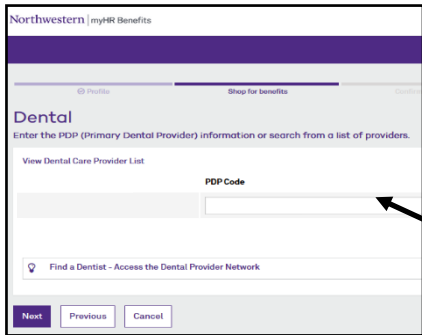 Northwestern | myHR Benefits
Profile
Shop for benefits
Dental
Enter the PDP (Primary Dental Provider) information or search from a list of providers.
View Dental Care Provider List
PDP Code
Find a Dentist - Access the Dental Provider Network
Next
Previous
Cancel